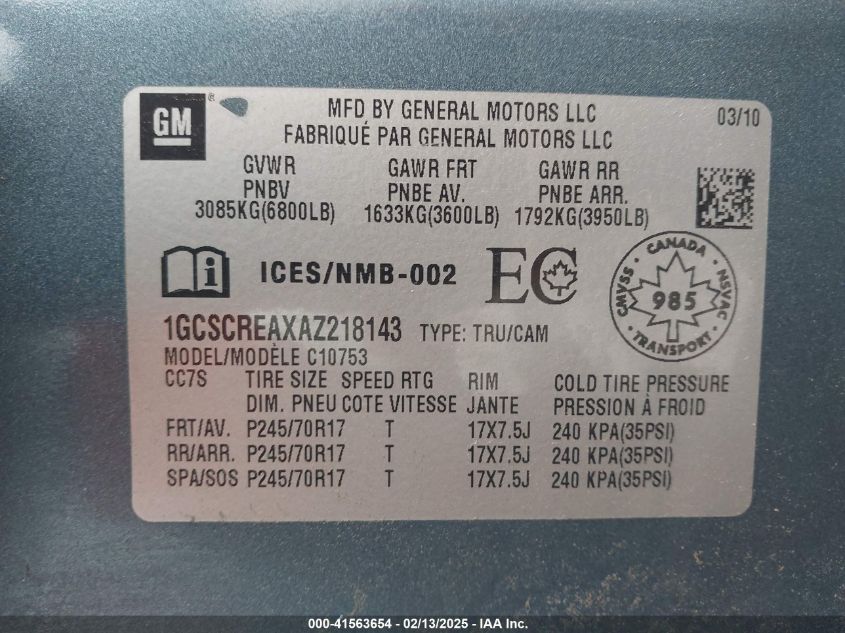 GM®
MFD BY GENERAL MOTORS LLC 03/10
FABRIQUÉ PAR GENERAL MOTORS LLC
GVWR GAWR FRT GAWR RR
PNBV PNBE AV. PNBE ARR.
3085KG(6800LB) 1633KG(3600LB) 1792KG(3950LB)
i ICES/NMB-002 EC
CANADA
CMVSS 985 NSVAC
TRANSPORT
1GCSCREAXAZ218143 TYPE: TRU/CAM
MODEL/MODÈLE C10753
CC7S TIRE SIZE SPEED RTG RIM COLD TIRE PRESSURE
DIM. PNEU COTE VITESSE JANTE PRESSION À FROID
FRT/AV. P245/70R17 T 17X7.5J 240 KPA(35PSI)
RR/ARR. P245/70R17 T 17X7.5J 240 KPA(35PSI)
SPA/SOS P245/70R17 T 17X7.5J 240 KPA(35PSI)
000-41563654 - 02/13/2025 - IAA Inc.